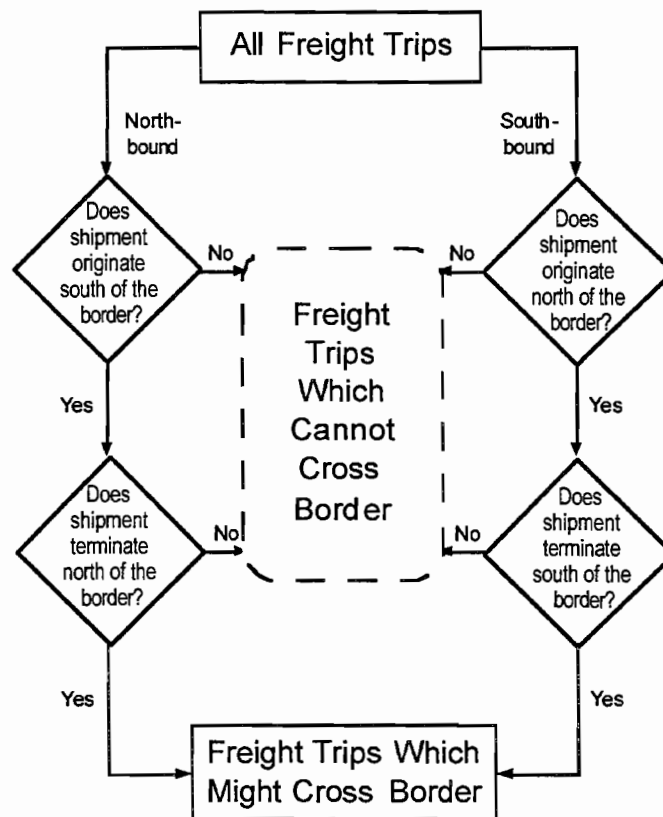 All Freight Trips
North-
bound
South-
bound
Does
shipment
originate
south of the
border?
No
Freight
Trips
Which
Cannot
Cross
Border
No
Does
shipment
originate
north of the
border?
Yes
Yes
Does
shipment
terminate
north of the
border?
No
No
Does
shipment
terminate
south of the
border?
Yes
Yes
Freight Trips Which
Might Cross Border